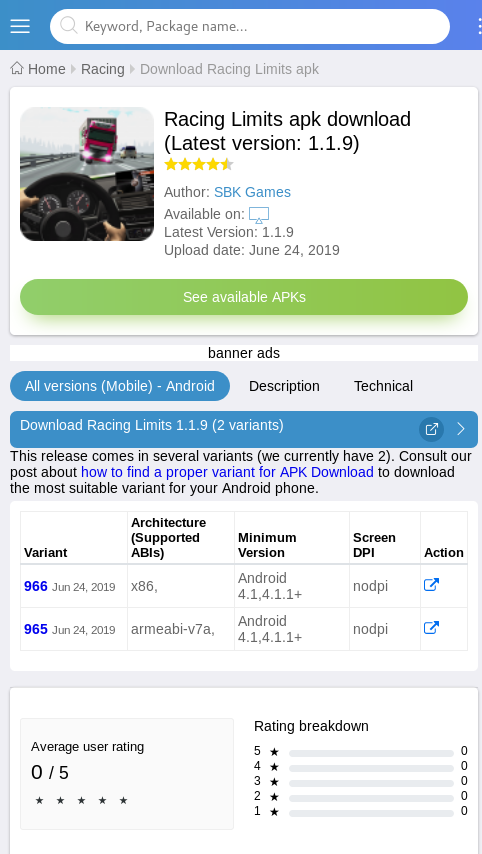 Keyword, Package name...
Home Racing Download Racing Limits apk
Racing Limits apk download
(Latest version: 1.1.9)
Author: SBK Games
Available on:
Latest Version: 1.1.9
Upload date: June 24, 2019
See available APKs
banner ads
All versions (Mobile) - Android Description Technical
Download Racing Limits 1.1.9 (2 variants)
This release comes in several variants (we currently have 2). Consult our
post about how to find a proper variant for APK Download to download
the most suitable variant for your Android phone.
Variant Architecture (Supported ABIs) Minimum Version Screen DPI Action
966 Jun 24, 2019 x86, Android 4.1,4.1.1+ nodpi
965 Jun 24, 2019 armeabi-v7a, Android 4.1,4.1.1+ nodpi
Average user rating
0 / 5
★ ★ ★ ★ ★
Rating breakdown
5 ★ 0
4 ★ 0
3 ★ 0
2 ★ 0
1 ★ 0